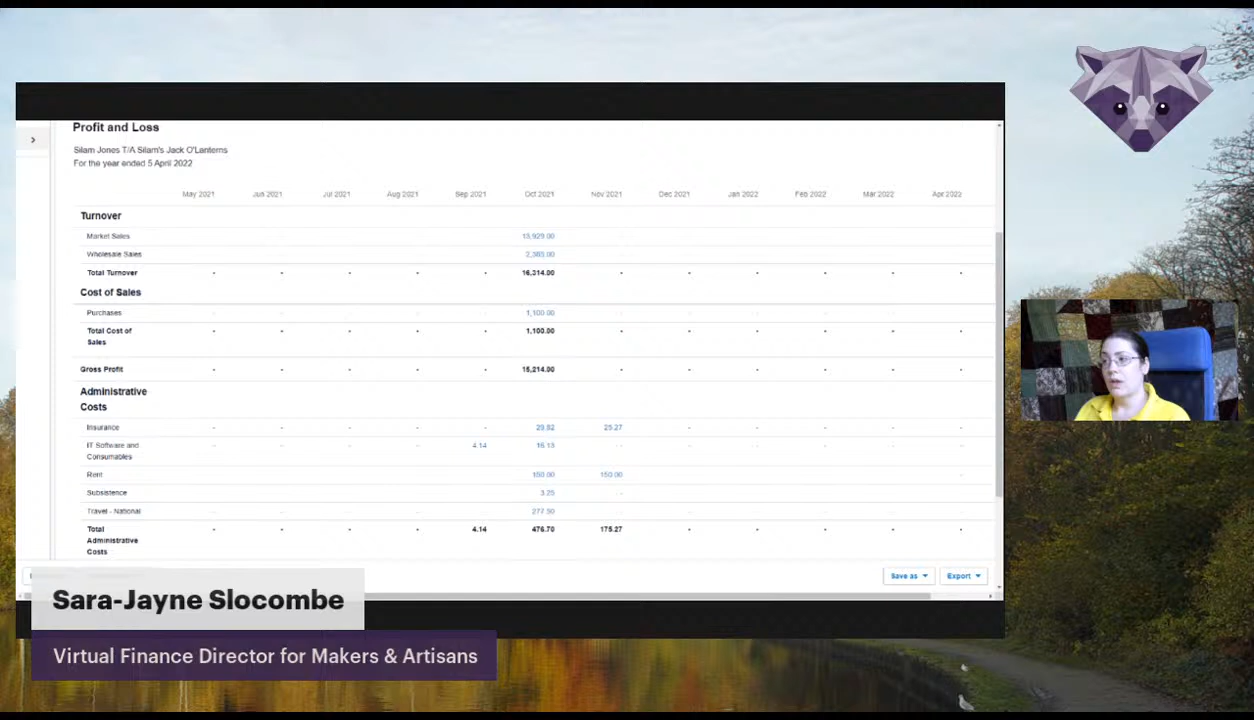 Profit and Loss
Silam Jones T/A Silam's Jack O'Lanterns
For the year ended 5 April 2022
May 2021 Jun 2021 Jul 2021 Aug 2021 Sep 2021 Oct 2021 Nov 2021 Dec 2021 Jan 2022 Feb 2022 Mar 2022 Apr 2022
Turnover
Market Sales 13,929.00
Wholesale Sales 2,385.00
Total Turnover - - - - - 16,314.00 - - - - - -
Cost of Sales
Purchases 1,100.00
Total Cost of - - - - - 1,100.00 - - - - - -
Sales
Gross Profit - - - - - 15,214.00 - - - - - -
Administrative
Costs
Insurance - - - - - 29.82 25.27 - - - - -
IT Software and - - - - 4.14 16.13 - - - - - -
Consumables
Rent 150.00 150.00
Subsistence 3.25
Travel - National 277.50
Total - - - - 4.14 476.70 175.27 - - - - -
Administrative
Costs
Save as Export
Sara-Jayne Slocombe
Virtual Finance Director for Makers & Artisans